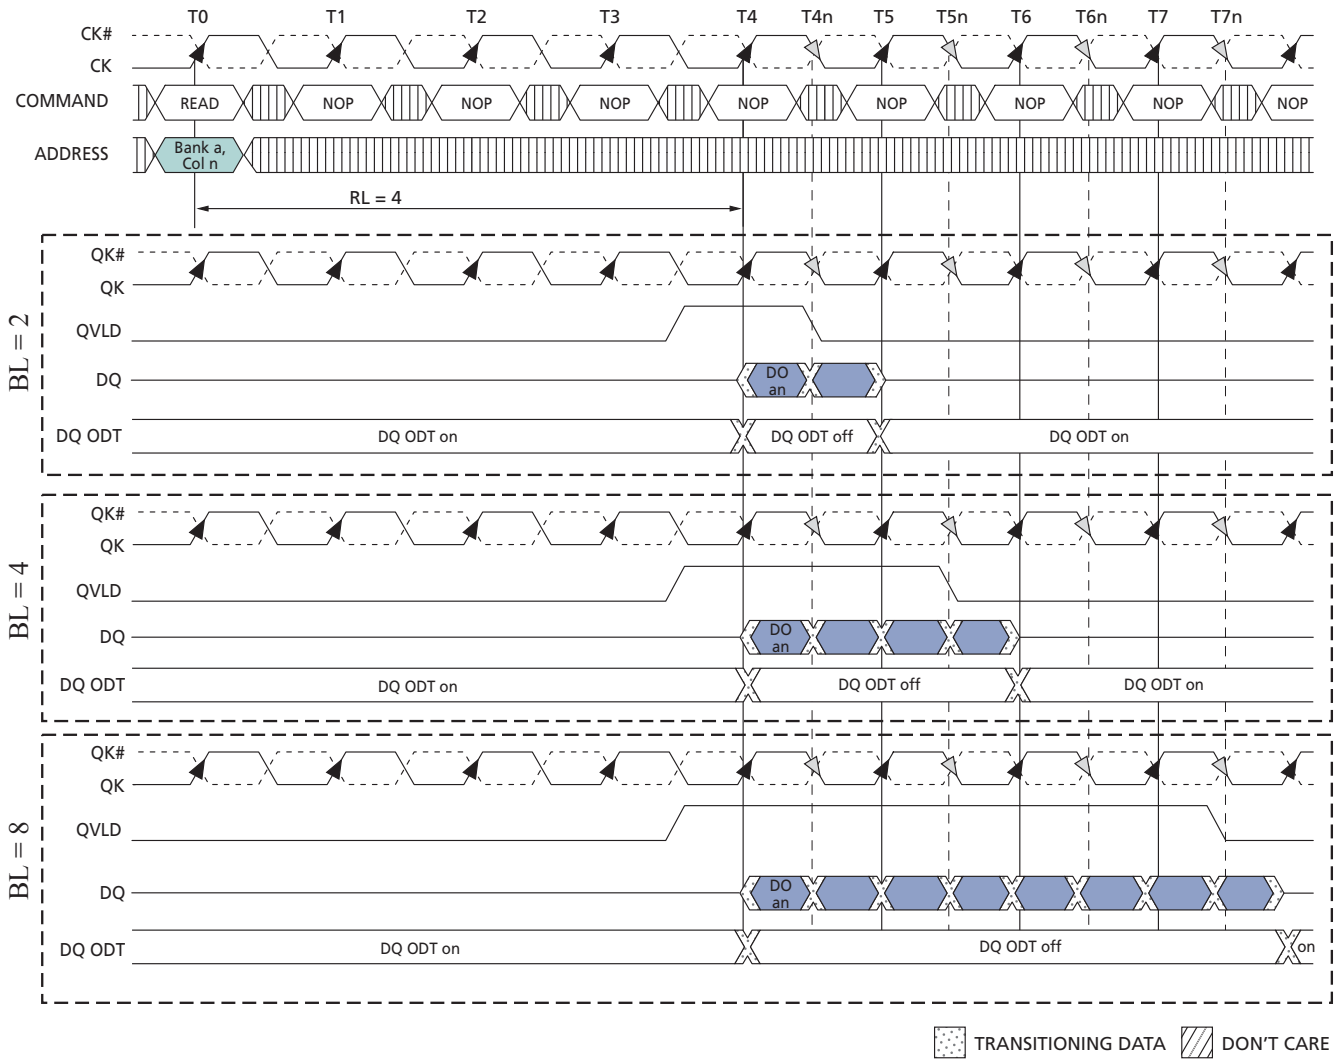 T0 T1 T2 T3 T4 T4n T5 T5n T6 T6n T7 T7n
CK#
CK
COMMAND READ NOP NOP NOP NOP NOP NOP NOP NOP
ADDRESS Bank a,
Col n
RL = 4
BL = 2
QK#
QK
QVLD
DQ DO
an
DQ ODT DQ ODT on DQ ODT off DQ ODT on
BL = 4
QK#
QK
QVLD
DQ DO
an
DQ ODT DQ ODT on DQ ODT off DQ ODT on
BL = 8
QK#
QK
QVLD
DQ DO
an
DQ ODT DQ ODT on DQ ODT off on
TRANSITIONING DATA DON'T CARE